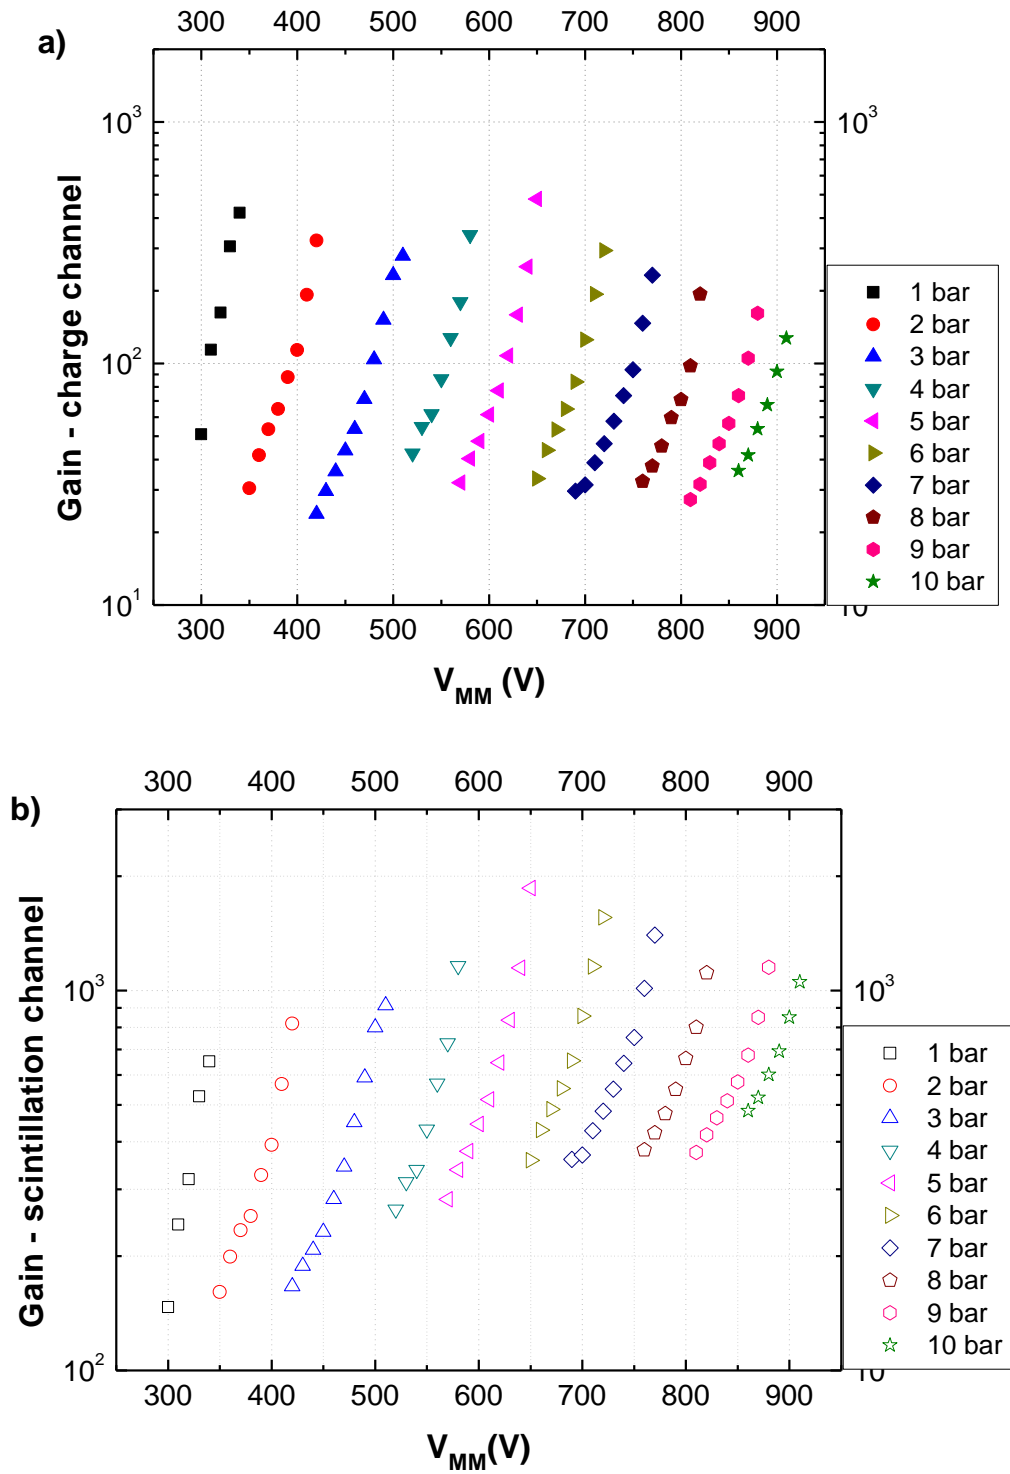 300 400 500 600 700 800 900
a)
10³ 10³
Gain - charge channel
10²
10¹
1 bar
2 bar
3 bar
4 bar
5 bar
6 bar
7 bar
8 bar
9 bar
10 bar
300 400 500 600 700 800 900
V_MM (V)
300 400 500 600 700 800 900
b)
Gain - scintillation channel
10³ 10³
1 bar
2 bar
3 bar
4 bar
5 bar
6 bar
7 bar
8 bar
9 bar
10 bar
10²
300 400 500 600 700 800 900
V_MM(V)